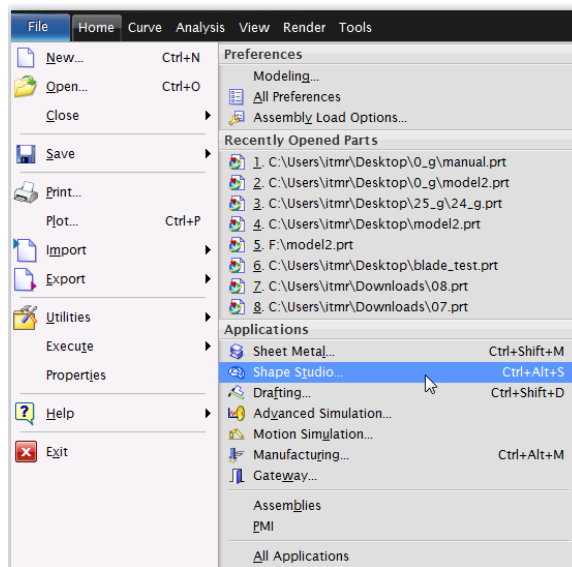 File Home Curve Analysis View Render Tools
New... Ctrl+N
Open... Ctrl+O
Close
Save
Print...
Plot... Ctrl+P
Import
Export
Utilities
Execute
Properties
Help
Exit
Preferences
Modeling...
All Preferences
Assembly Load Options...
Recently Opened Parts
1. C:\Users\itmr\Desktop\0_g\manual.prt
2. C:\Users\itmr\Desktop\0_g\model2.prt
3. C:\Users\itmr\Desktop\25_g\24_g.prt
4. C:\Users\itmr\Desktop\model2.prt
5. F:\model2.prt
6. C:\Users\itmr\Desktop\blade_test.prt
7. C:\Users\itmr\Downloads\08.prt
8. C:\Users\itmr\Downloads\07.prt
Applications
Sheet Metal... Ctrl+Shift+M
Shape Studio... Ctrl+Alt+S
Drafting... Ctrl+Shift+D
Advanced Simulation...
Motion Simulation...
Manufacturing... Ctrl+Alt+M
Gateway...
Assemblies
PMI
All Applications